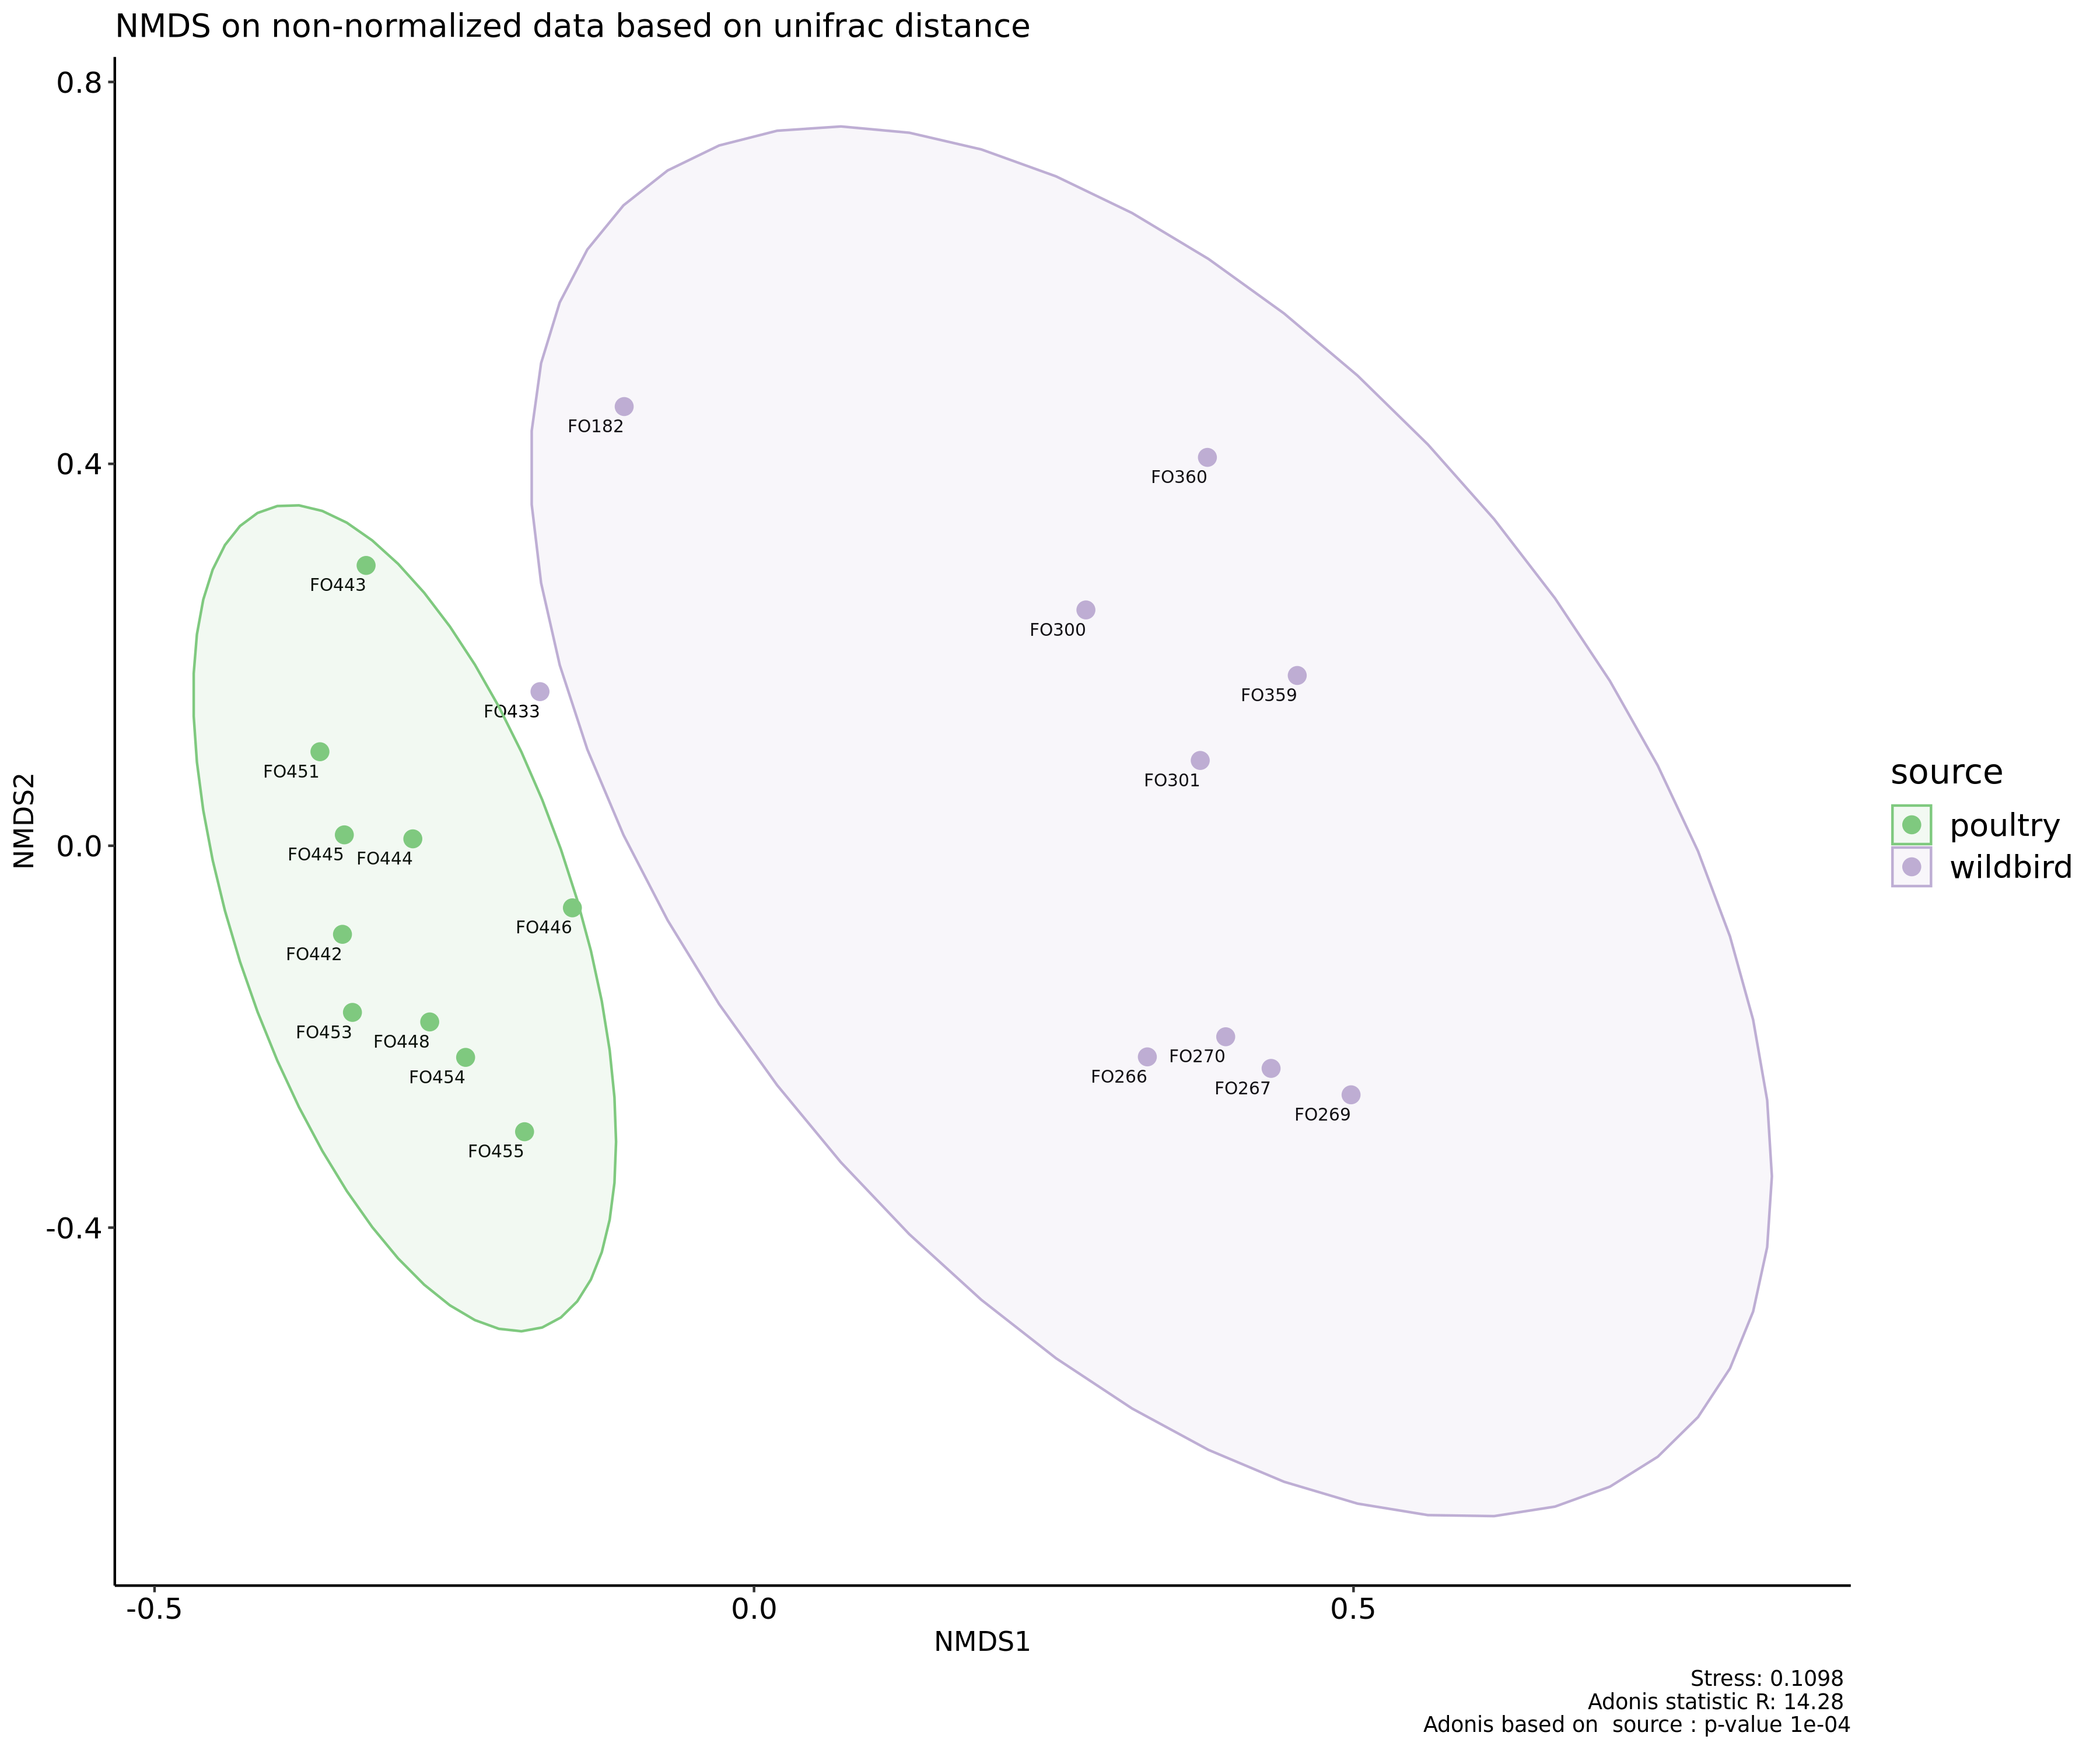 NMDS on non-normalized data based on unifrac distance
0.8
0.4
0.0
-0.4
NMDS2
FO182
FO360
FO443
FO300
FO433
FO359
FO451
FO301
FO445 FO444
FO446
FO442
FO453
FO448
FO454
FO266
FO270
FO267
FO269
FO455
source
poultry
wildbird
-0.5
0.0
0.5
NMDS1
Stress: 0.1098
Adonis statistic R: 14.28
Adonis based on  source : p-value 1e-04